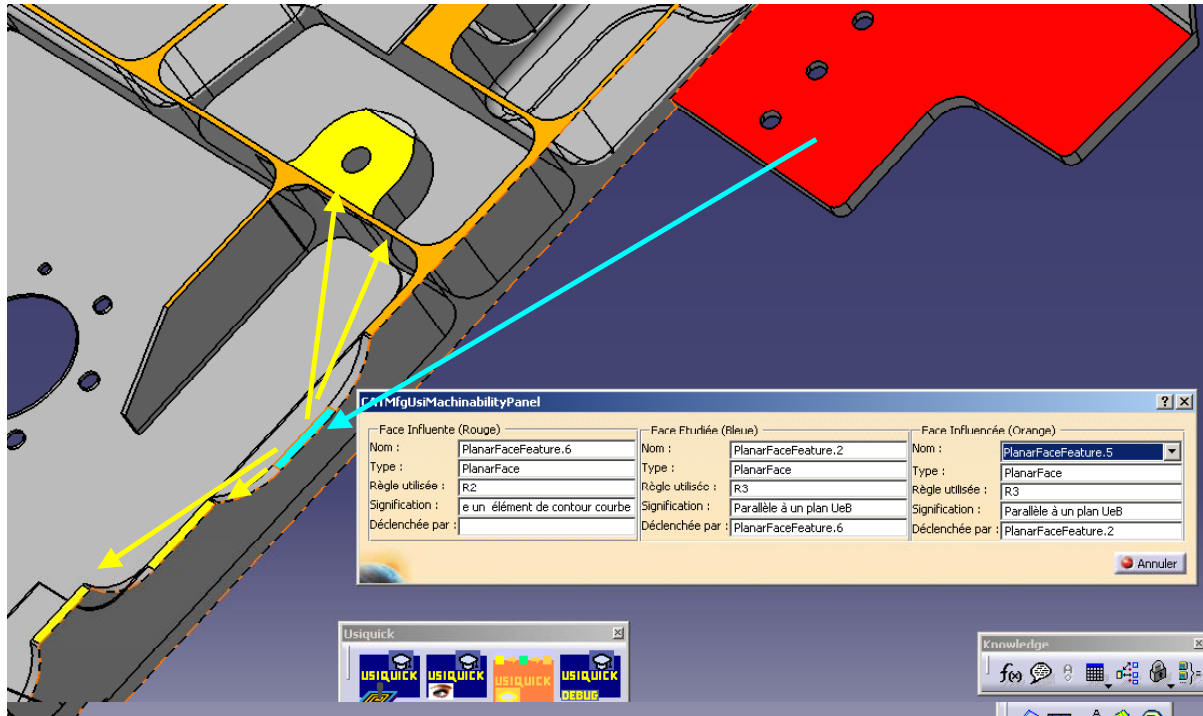 CATMfgUsiMachinabilityPanel
Face Influente (Rouge)
Nom : PlanarFaceFeature.6
Type : PlanarFace
Règle utilisée : R2
Signification : e un élément de contour courbe
Déclenchée par :
Face Etudiée (Bleue)
Nom : PlanarFaceFeature.2
Type : PlanarFace
Règle utilisée : R3
Signification : Parallèle à un plan UeB
Déclenchée par : PlanarFaceFeature.6
Face Influencée (Orange)
Nom : PlanarFaceFeature.5
Type : PlanarFace
Règle utilisée : R3
Signification : Parallèle à un plan UeB
Déclenchée par : PlanarFaceFeature.2
Annuler
Usiquick
USIQUICK USIQUICK USIQUICK USIQUICK
DEBUG
Knowledge
f(x)